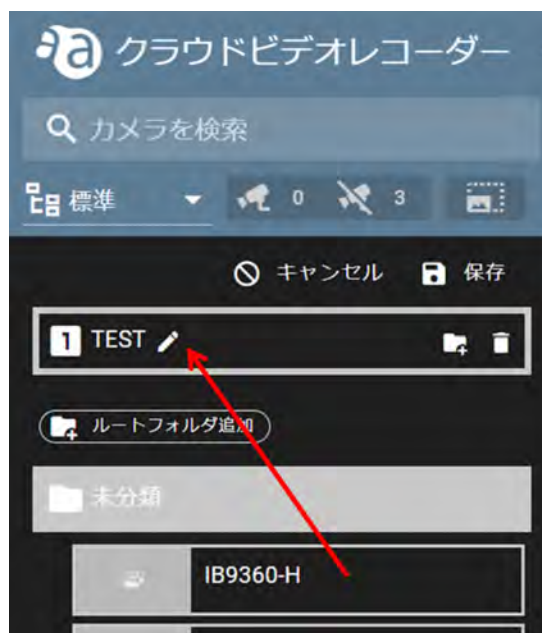 a クラウドビデオレコーダー
カメラを検索
標準 0 3
キャンセル 保存
1 TEST
ルートフォルダ追加
未分類
IB9360-H